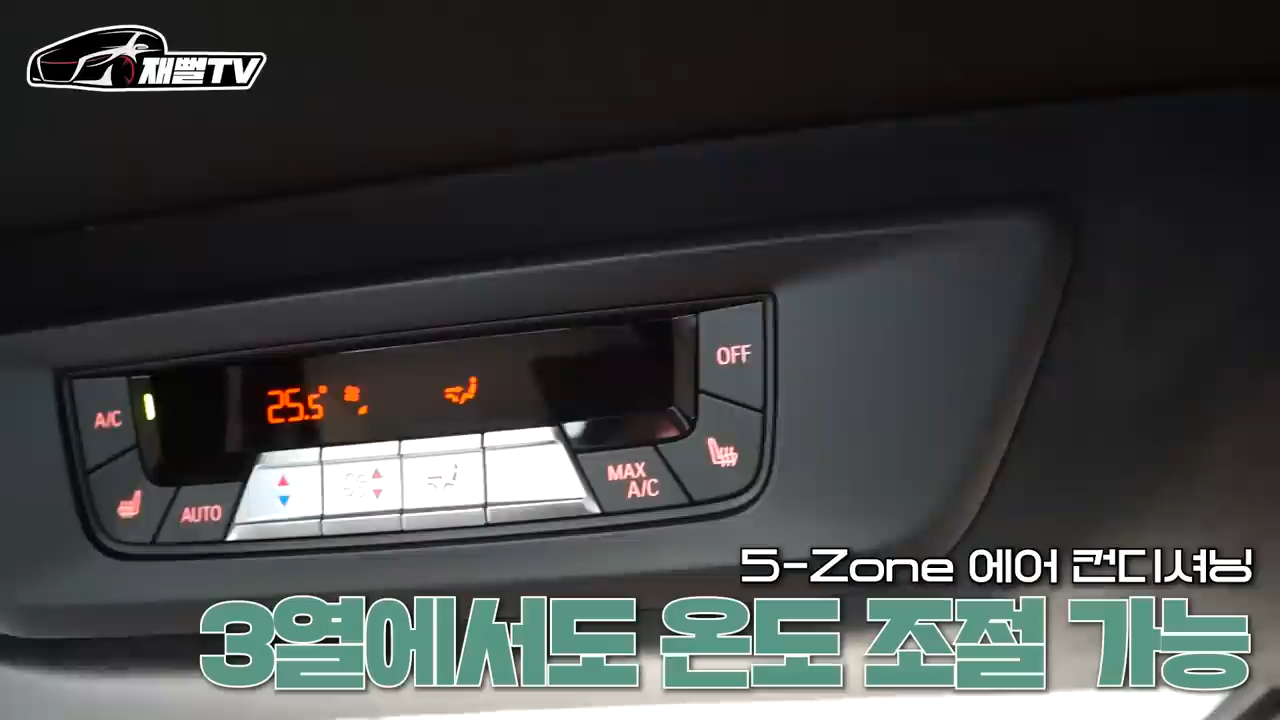 재뻘TV
OFF
25.5°
A/C
MAX
A/C
AUTO
5-Zone 에어 컨디셔닝
3열에서도 온도 조절 가능